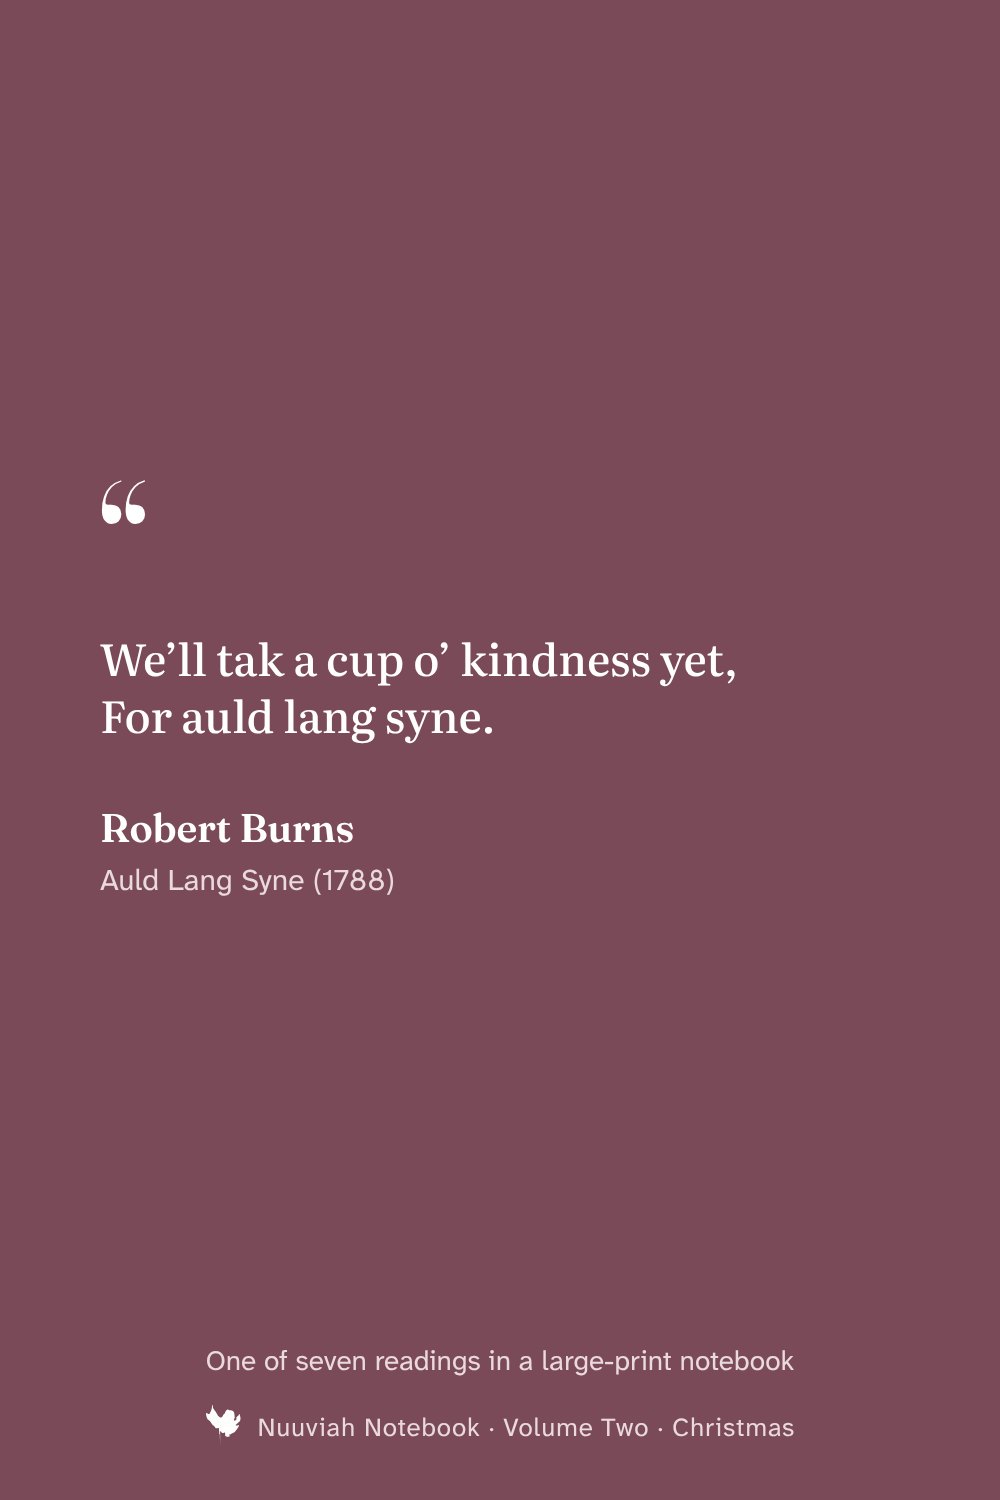 “
We’ll tak a cup o’ kindness yet,
For auld lang syne.
Robert Burns
Auld Lang Syne (1788)
One of seven readings in a large-print notebook
Nuuviah Notebook · Volume Two · Christmas